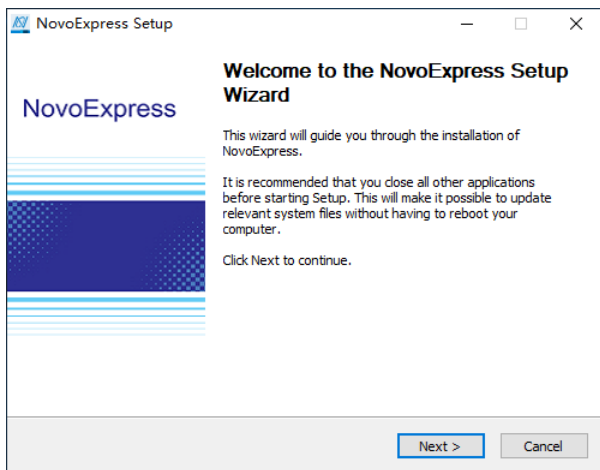 NovoExpress Setup
NovoExpress
Welcome to the NovoExpress Setup
Wizard
This wizard will guide you through the installation of
NovoExpress.
It is recommended that you close all other applications
before starting Setup. This will make it possible to update
relevant system files without having to reboot your
computer.
Click Next to continue.
Next >
Cancel